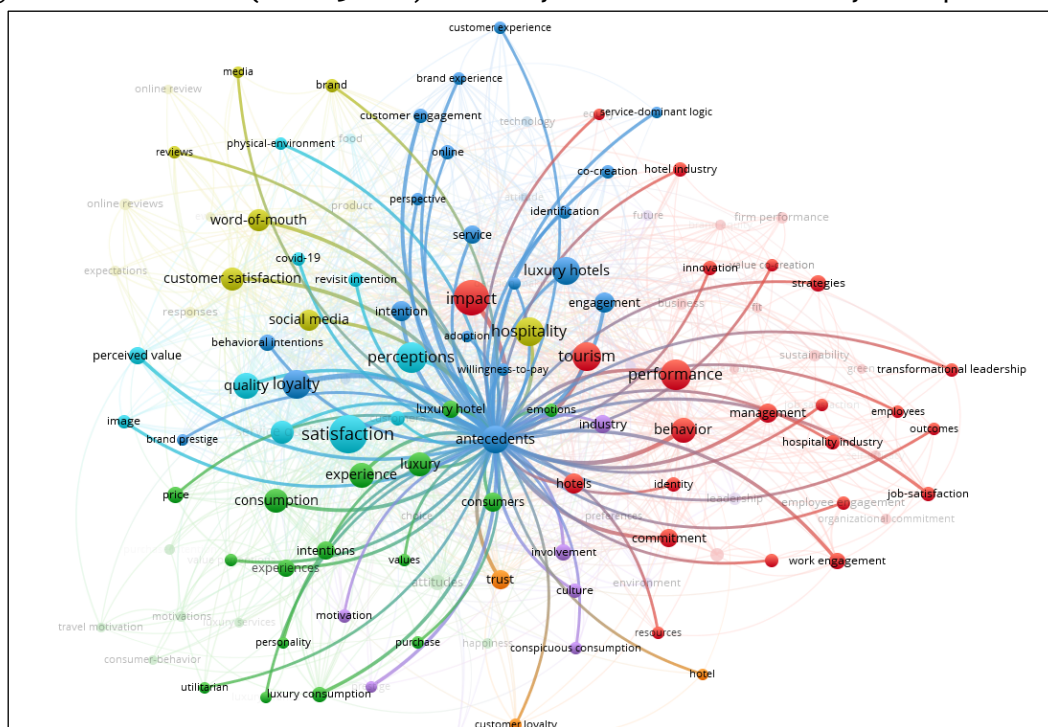 customer experience
media
online review
brand
brand experience
customer engagement
technology
service-dominant logic
reviews
physical-environment
food
online
co-creation
hotel industry
perspective
attitude
identification
future
firm performance
online reviews
word-of-mouth
product
service
covid-19
expectations
customer satisfaction
revisit intention
luxury hotels
innovation
value co-creation
strategies
impact
engagement
business
fit
responses
social media
intention
hospitality
behavioral intentions
adoption
perceived value
perceptions
tourism
sustainability
willingness-to-pay
transformational leadership
green
performance
quality
loyalty
luxury hotel
emotions
management
employees
image
brand prestige
satisfaction
antecedents
industry
behavior
hospitality industry
outcomes
experience
luxury
hotels
identity
job-satisfaction
price
consumption
consumers
leadership
employee engagement
choice
preferences
organizational commitment
commitment
intentions
involvement
values
experiences
work engagement
attitudes
trust
culture
environment
motivations
motivation
luxury services
travel motivation
personality
purchase
happiness
conspicuous consumption
resources
consumer-behavior
hotel
utilitarian
luxury consumption
customer loyalty